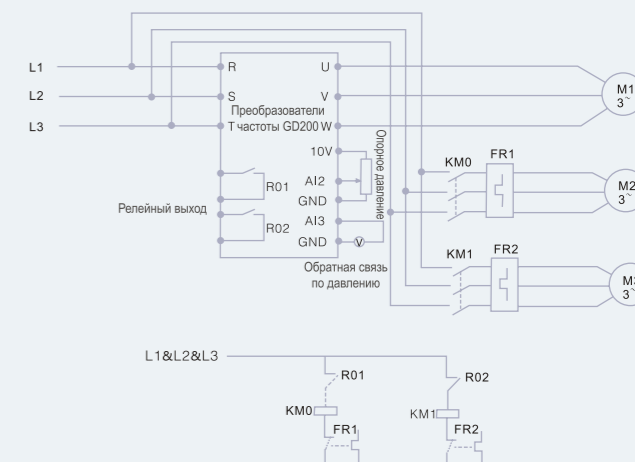 L1
L2
L3
R
S
T
U
V
W
Преобразователи
частоты GD200
10V
AI2
GND
AI3
GND
R01
R02
Релейный выход
Опорное давление
V
Обратная связь
по давлению
KM0
FR1
KM1
FR2
M1
3~
M2
3~
M3
3~
L1&L2&L3
R01
R02
KM0
KM1
FR1
FR2